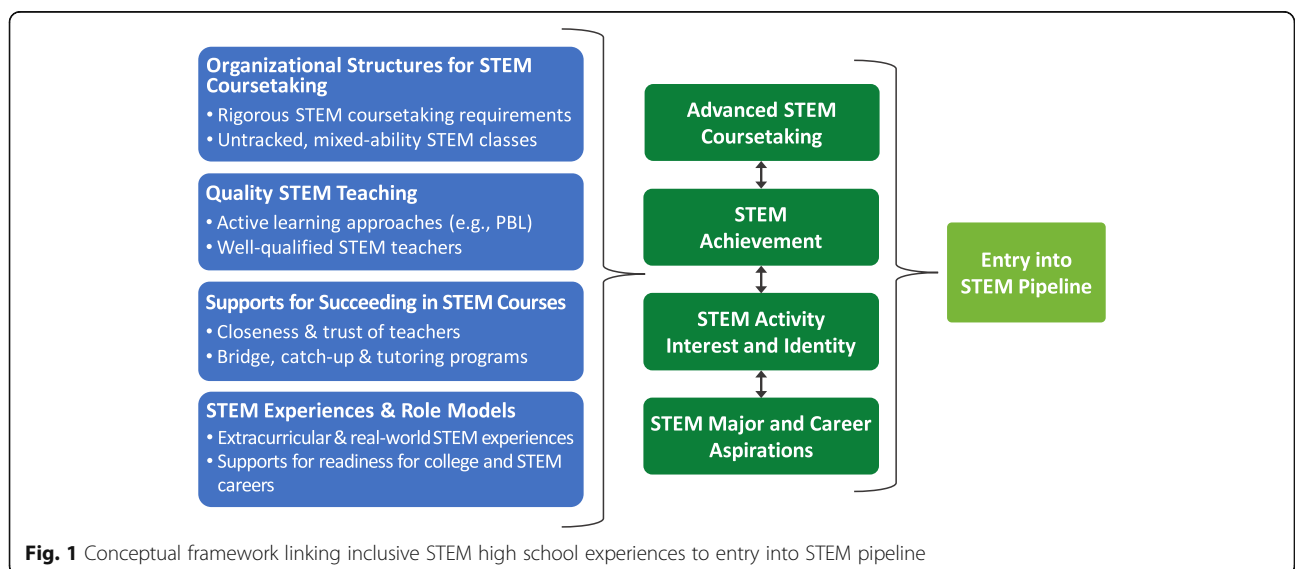 Organizational Structures for STEM
Coursetaking
• Rigorous STEM coursetaking requirements
• Untracked, mixed-ability STEM classes
Quality STEM Teaching
• Active learning approaches (e.g., PBL)
• Well-qualified STEM teachers
Supports for Succeeding in STEM Courses
• Closeness & trust of teachers
• Bridge, catch-up & tutoring programs
STEM Experiences & Role Models
• Extracurricular & real-world STEM experiences
• Supports for readiness for college and STEM
careers
Advanced STEM
Coursetaking
STEM
Achievement
STEM Activity
Interest and Identity
STEM Major and Career
Aspirations
Entry into
STEM Pipeline
Fig. 1 Conceptual framework linking inclusive STEM high school experiences to entry into STEM pipeline